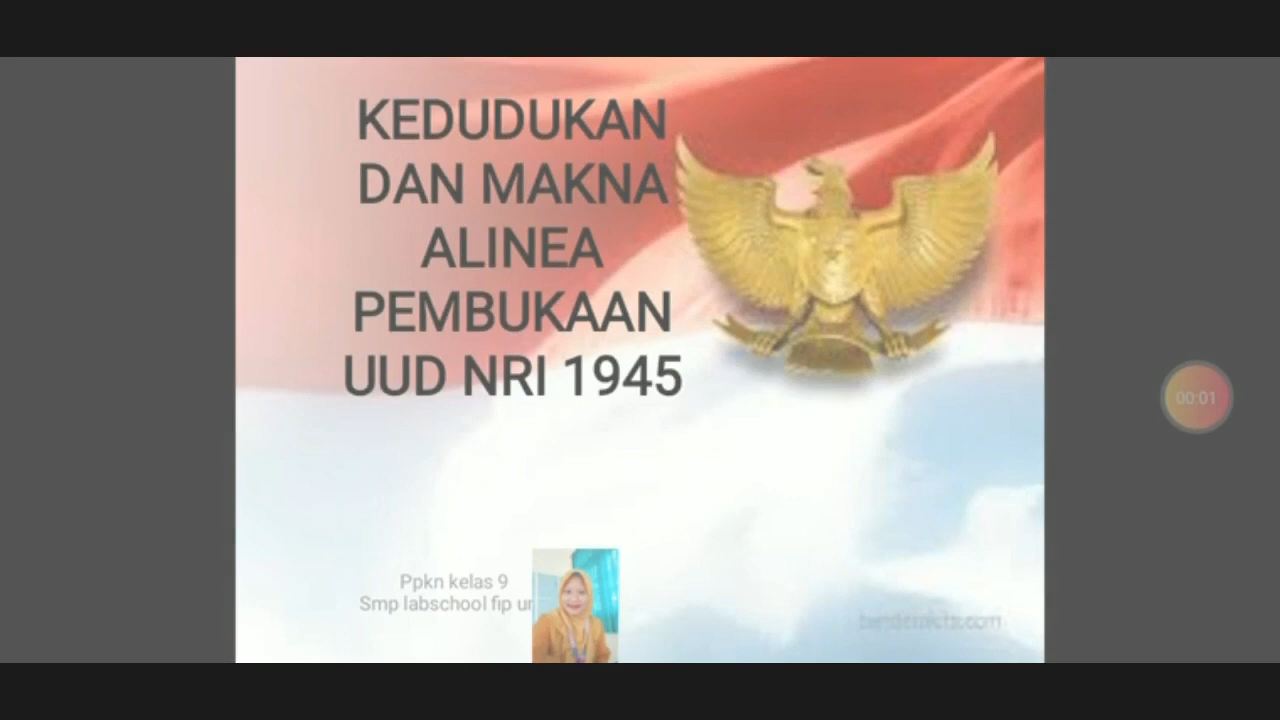 KEDUDUKAN
DAN MAKNA
ALINEA
PEMBUKAAN
UUD NRI 1945
00:01
Ppkn kelas 9
Smp labschool fip